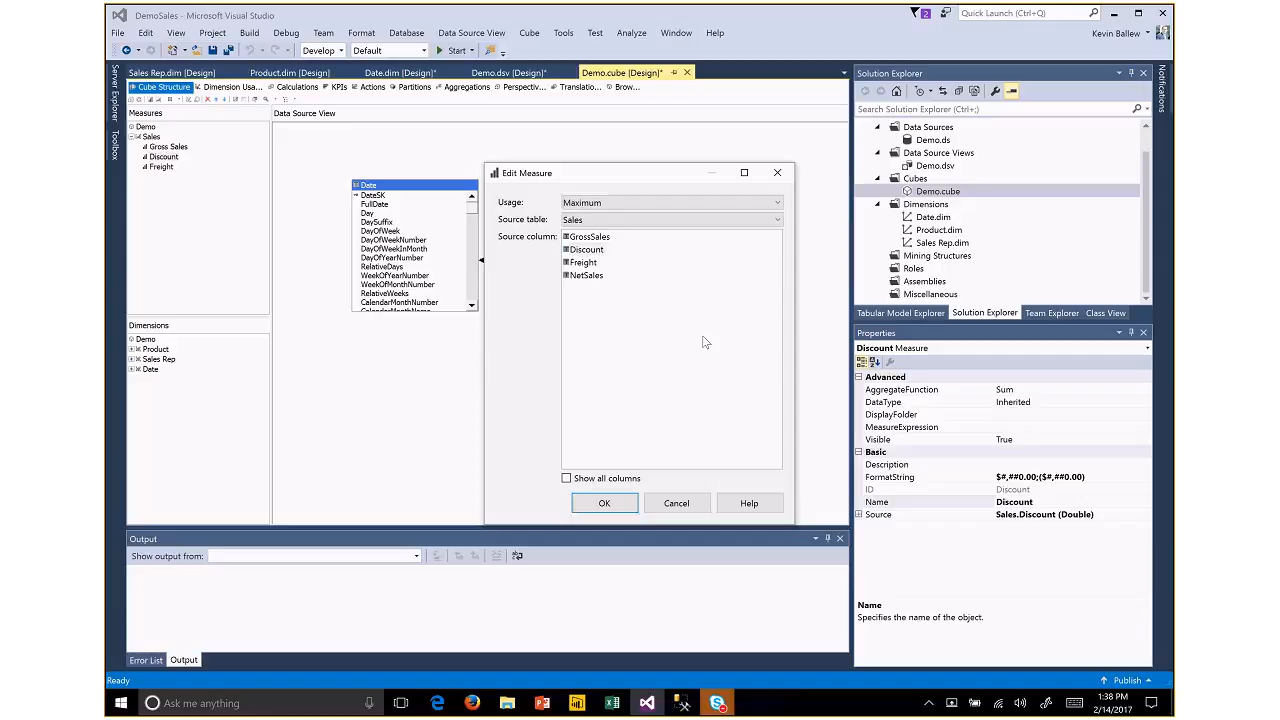 DemoSales - Microsoft Visual Studio
2
Quick Launch (Ctrl+;)
File Edit View Project Build Debug Team Format Database Data Source View Cube Tools Test Analyze Window Help
Kevin Ballew
Develop Default Start
Server Explorer
Toolbox
Sales Rep.dim [Design] Product.dim [Design] Date.dim [Design]* Demo.dsv [Design]* Demo.cube [Design]*
Cube Structure Dimension Usa... Calculations KPIs Actions Partitions Aggregations Perspectiv... Translatio... Brow...
Measures
Demo
Sales
Gross Sales
Discount
Freight
Dimensions
Demo
Product
Sales Rep
Date
Data Source View
Date
DateSK
FullDate
Day
DaySuffix
DayOfWeek
DayOfWeekNumber
DayOfWeekInMonth
DayOfYearNumber
RelativeDays
WeekOfYearNumber
WeekOfMonthNumber
RelativeWeeks
CalendarMonthNumber
Edit Measure
Usage: Maximum
Source table: Sales
Source column: GrossSales
Discount
Freight
NetSales
Show all columns
OK Cancel Help
Output
Show output from:
Error List Output
Solution Explorer
Search Solution Explorer (Ctrl+;)
Data Sources
Demo.ds
Data Source Views
Demo.dsv
Cubes
Demo.cube
Dimensions
Date.dim
Product.dim
Sales Rep.dim
Mining Structures
Roles
Assemblies
Miscellaneous
Tabular Model Explorer Solution Explorer Team Explorer Class View
Properties
Discount Measure
Advanced
AggregateFunction Sum
DataType Inherited
DisplayFolder
MeasureExpression
Visible True
Basic
Description
FormatString $#,##0.00;($#,##0.00)
ID Discount
Name Discount
Source Sales.Discount (Double)
Name
Specifies the name of the object.
Notifications
Ready
Publish
Ask me anything
1:38 PM
2/14/2017